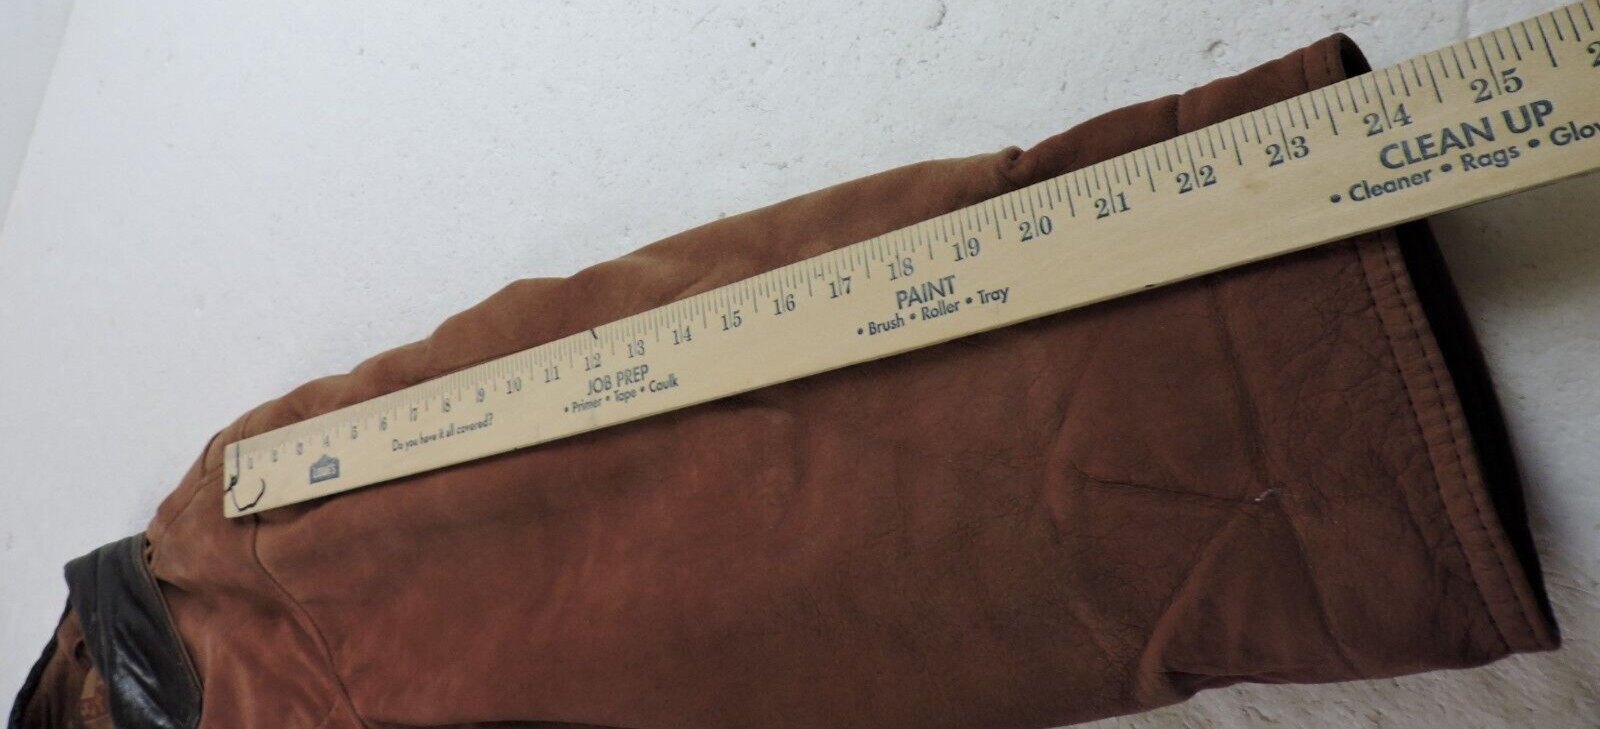 1 2 3 4 5 6 7 8 9 10 11 12 13 14 15 16 17 18 19 20 21 22 23 24 25
LOWE'S
Do you have it all covered?
JOB PREP
• Primer • Tape • Caulk
PAINT
• Brush • Roller • Tray
CLEAN UP
• Cleaner • Rags •